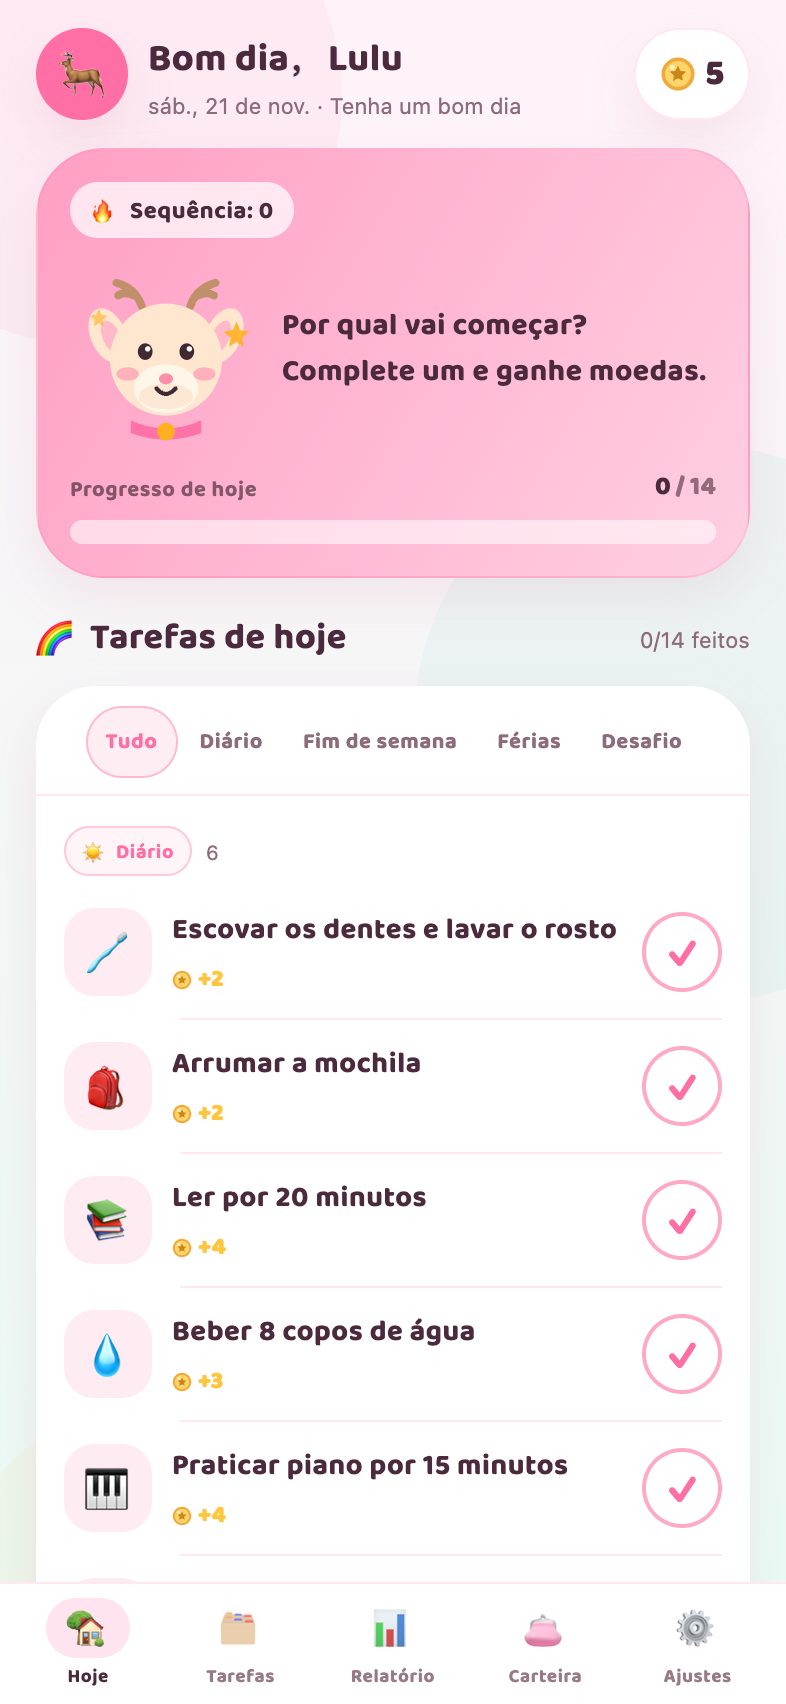 Bom dia， Lulu
sáb., 21 de nov. · Tenha um bom dia
5
Sequência: 0
Por qual vai começar?
Complete um e ganhe moedas.
Progresso de hoje
0 / 14
Tarefas de hoje
0/14 feitos
Tudo Diário Fim de semana Férias Desafio
Diário 6
Escovar os dentes e lavar o rosto
+2
Arrumar a mochila
+2
Ler por 20 minutos
+4
Beber 8 copos de água
+3
Praticar piano por 15 minutos
+4
Hoje Tarefas Relatório Carteira Ajustes